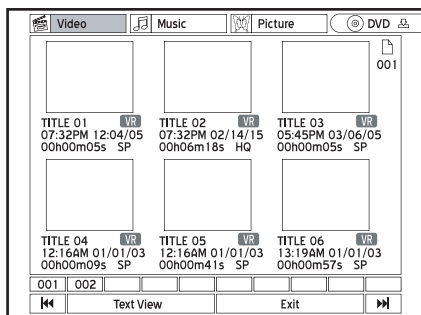 Video Music Picture DVD
001
TITLE 01 VR TITLE 02 VR TITLE 03 VR
07:32PM 12:04/05 07:32PM 02/14/15 05:45PM 03/06/05
00h00m05s SP 00h06m18s HQ 00h00m05s SP
TITLE 04 VR TITLE 05 VR TITLE 06 VR
12:16AM 01/01/03 12:16AM 01/01/03 13:19AM 01/01/03
00h00m09s SP 00h00m41s SP 00h00m57s SP
001 002
Text View Exit